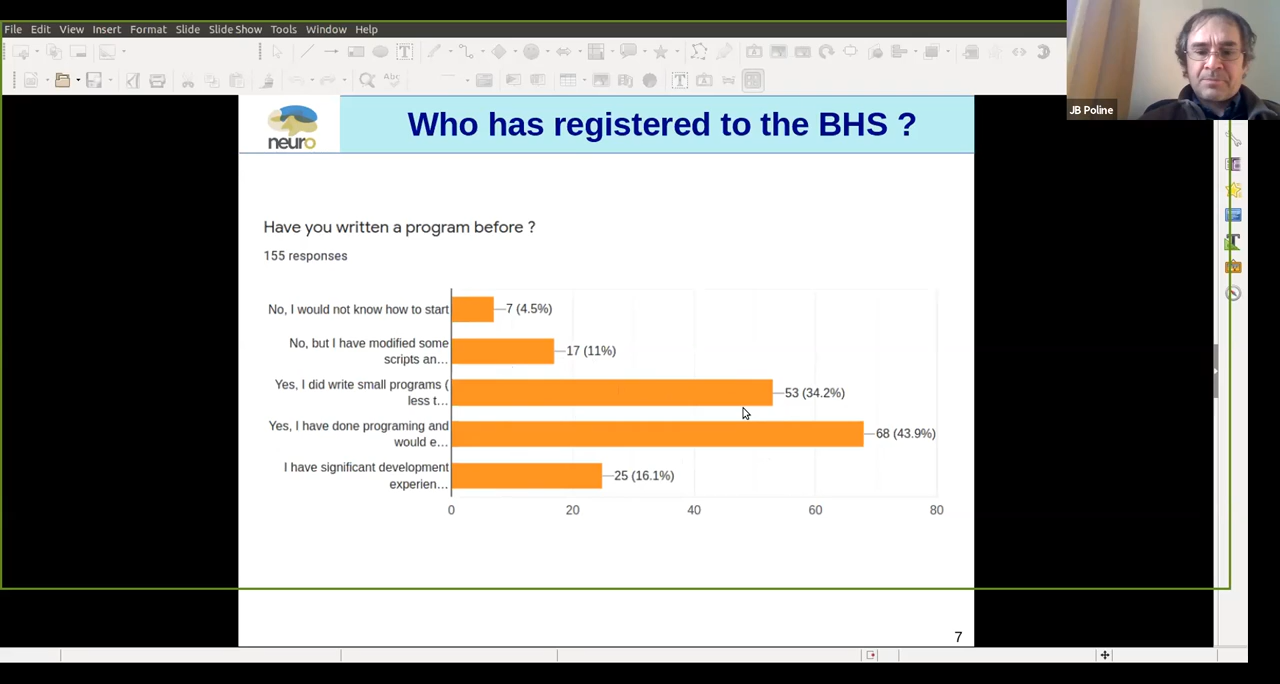 File Edit View Insert Format Slide Slide Show Tools Window Help
JB Poline
neuro
Who has registered to the BHS ?
Have you written a program before ?
155 responses
No, I would not know how to start
7 (4.5%)
No, but I have modified some
scripts an...
17 (11%)
Yes, I did write small programs (
less t...
53 (34.2%)
Yes, I have done programing and
would e...
68 (43.9%)
I have significant development
experien...
25 (16.1%)
0 20 40 60 80
7